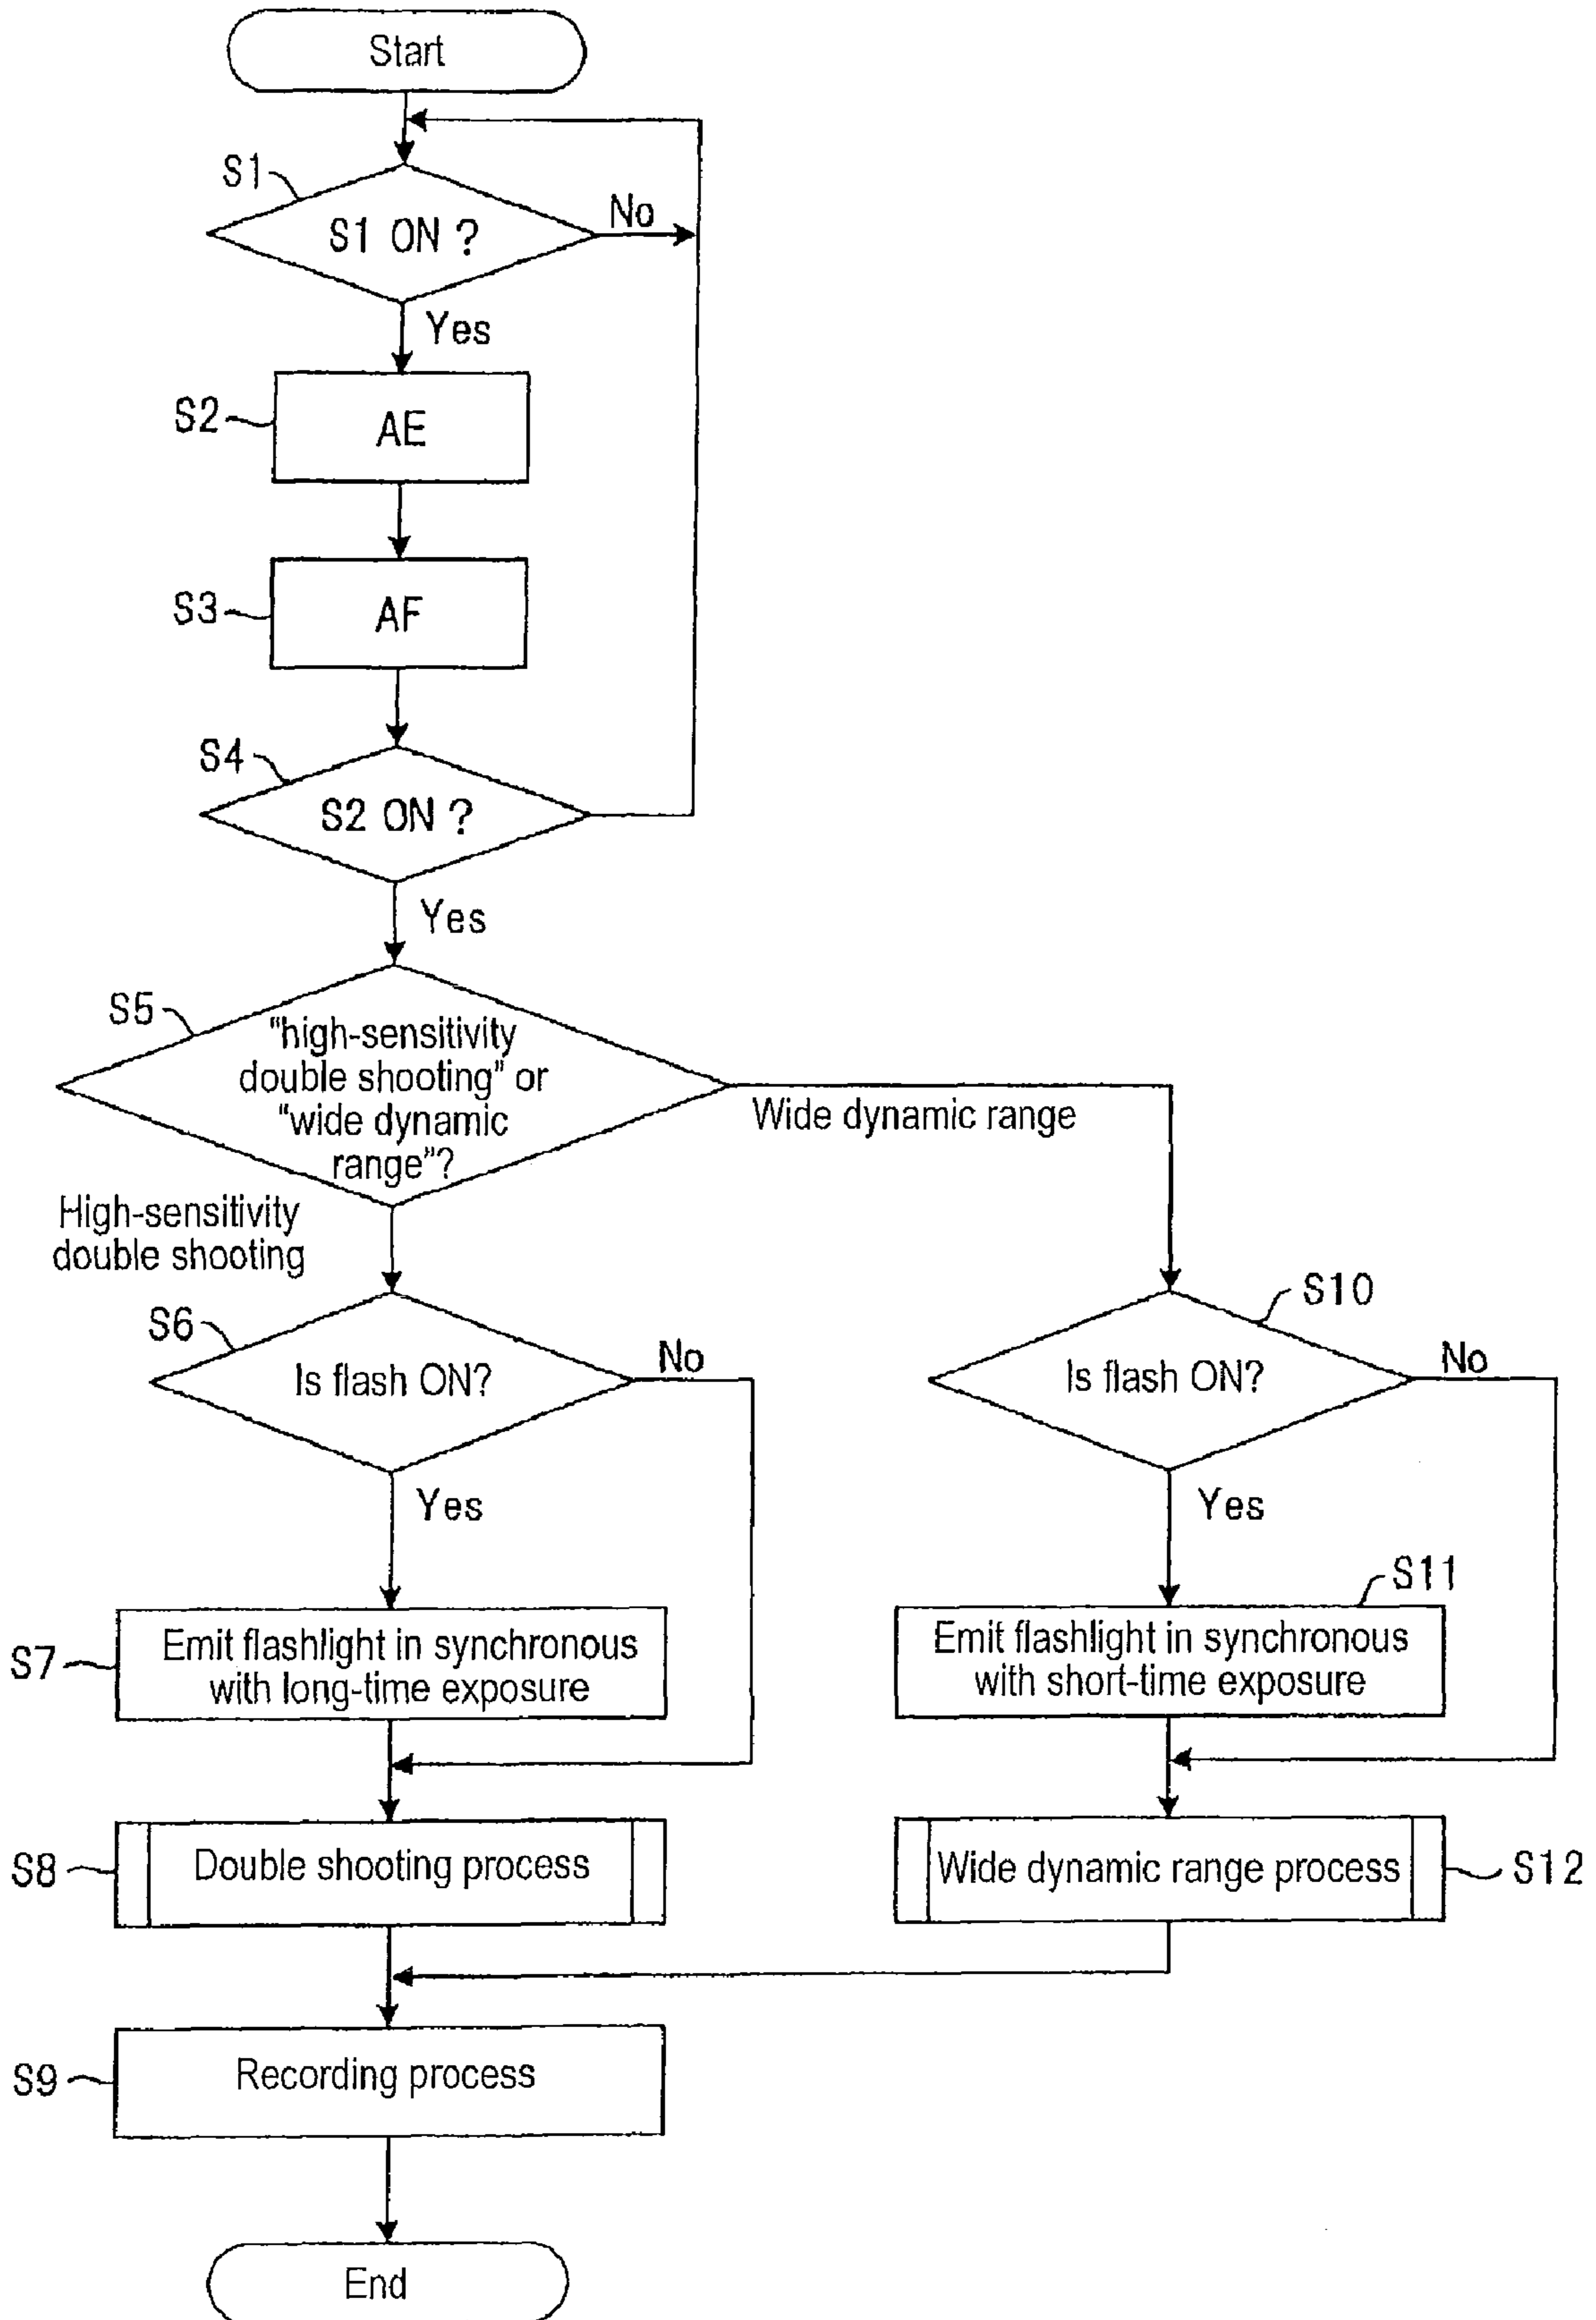 Start
S1
S1 ON ?
No
Yes
S2
AE
S3
AF
S4
S2 ON ?
Yes
S5
"high-sensitivity
double shooting" or
"wide dynamic
range"?
Wide dynamic range
High-sensitivity
double shooting
S6
Is flash ON?
No
Yes
S10
Is flash ON?
No
Yes
S7
Emit flashlight in synchronous
with long-time exposure
S11
Emit flashlight in synchronous
with short-time exposure
S8
Double shooting process
Wide dynamic range process
S12
S9
Recording process
End